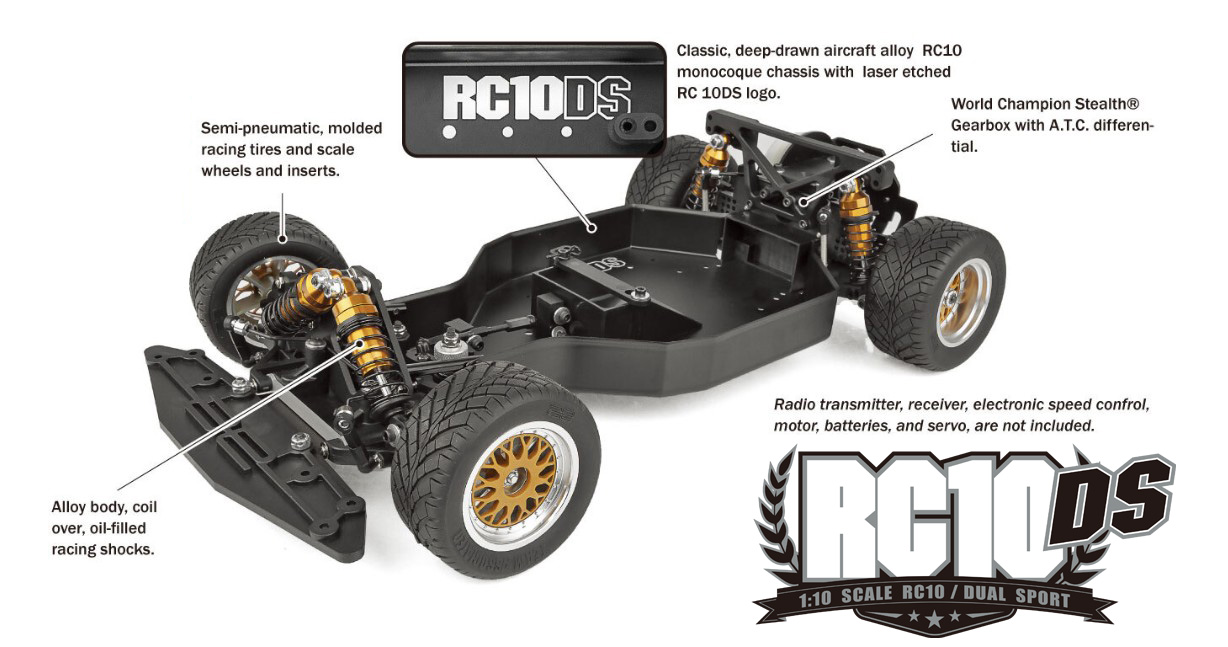 Classic, deep-drawn aircraft alloy RC10
monocoque chassis with laser etched
RC 10DS logo.
RC10DS
World Champion Stealth®
Gearbox with A.T.C. differen-
tial.
Semi-pneumatic, molded
racing tires and scale
wheels and inserts.
DS
Alloy body, coil
over, oil-filled
racing shocks.
Radio transmitter, receiver, electronic speed confrol,
motor, batteries, and servo, are not included.
RC10DS
1:10 SCALE RC10 / DUAL SPORT